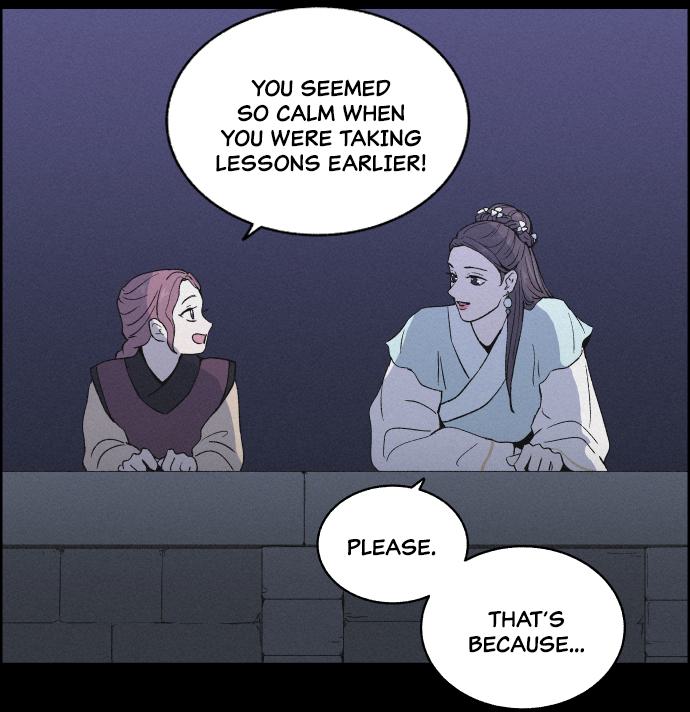 YOU SEEMED
SO CALM WHEN
YOU WERE TAKING
LESSONS EARLIER!
PLEASE.
THAT'S
BECAUSE...